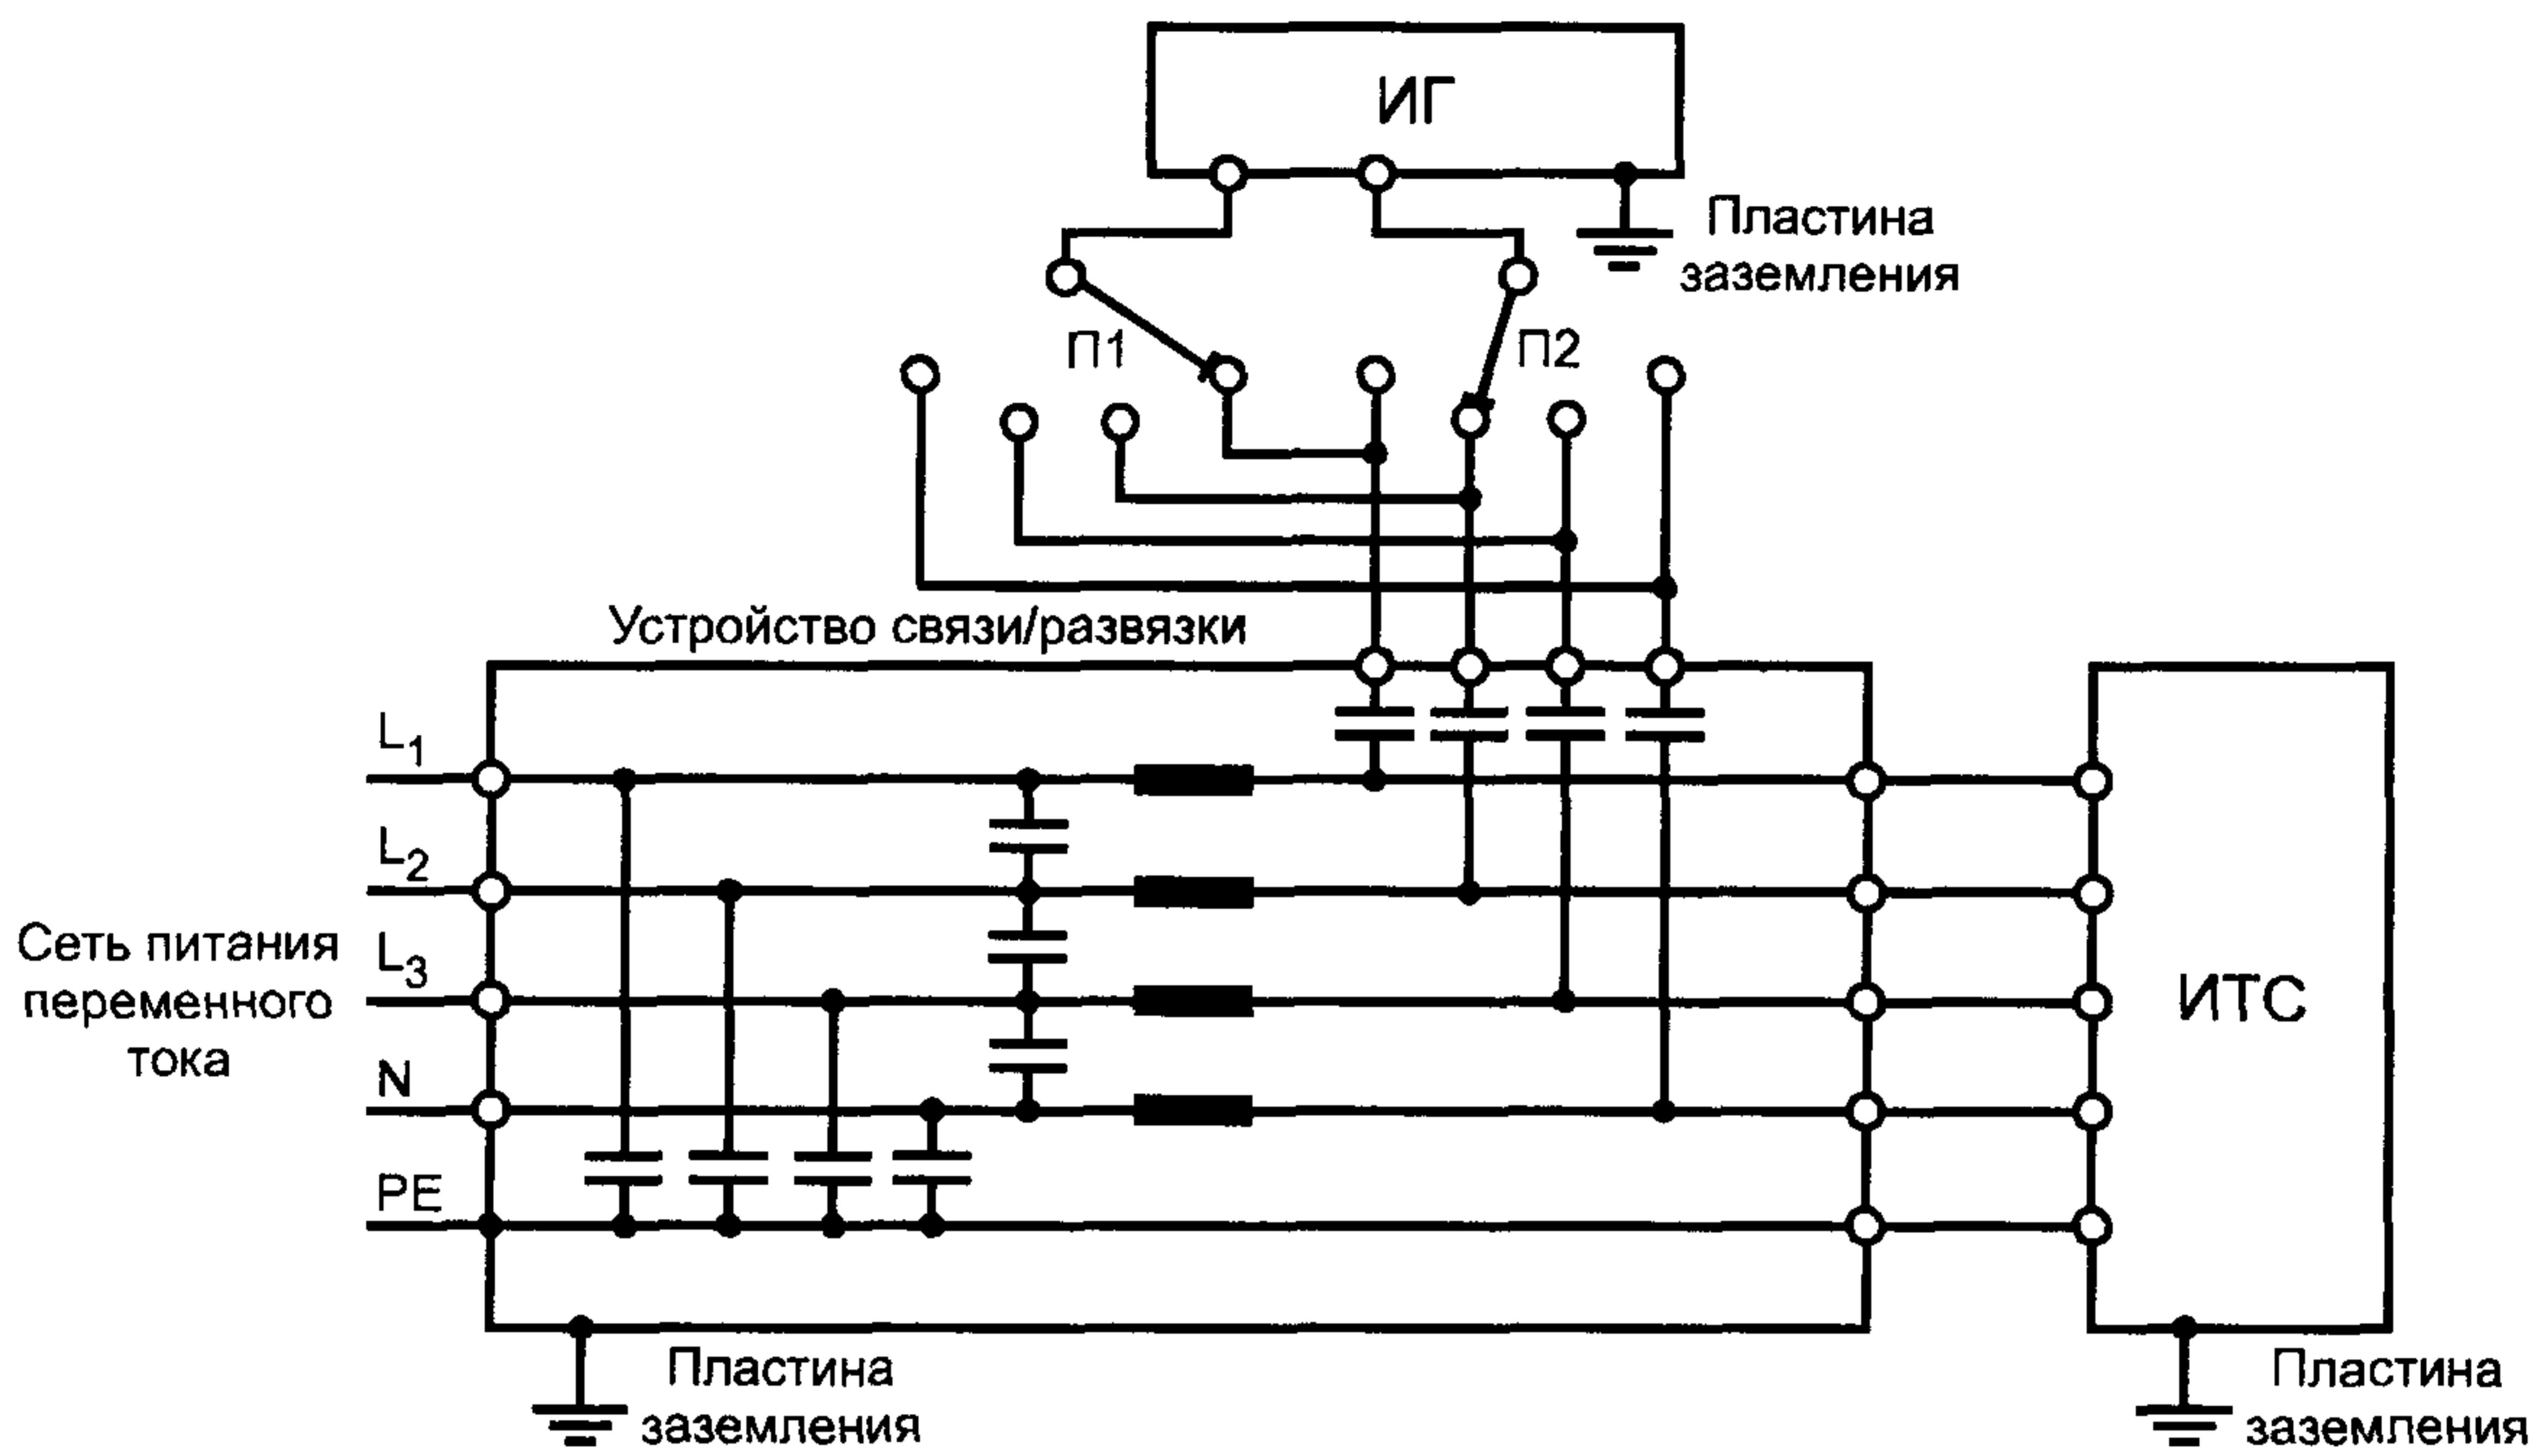 ИГ
Пластина
заземления
П1
П2
Устройство связи/развязки
L1
L2
Сеть питания
переменного
тока
L3
N
PE
ИТС
Пластина
заземления
Пластина
заземления